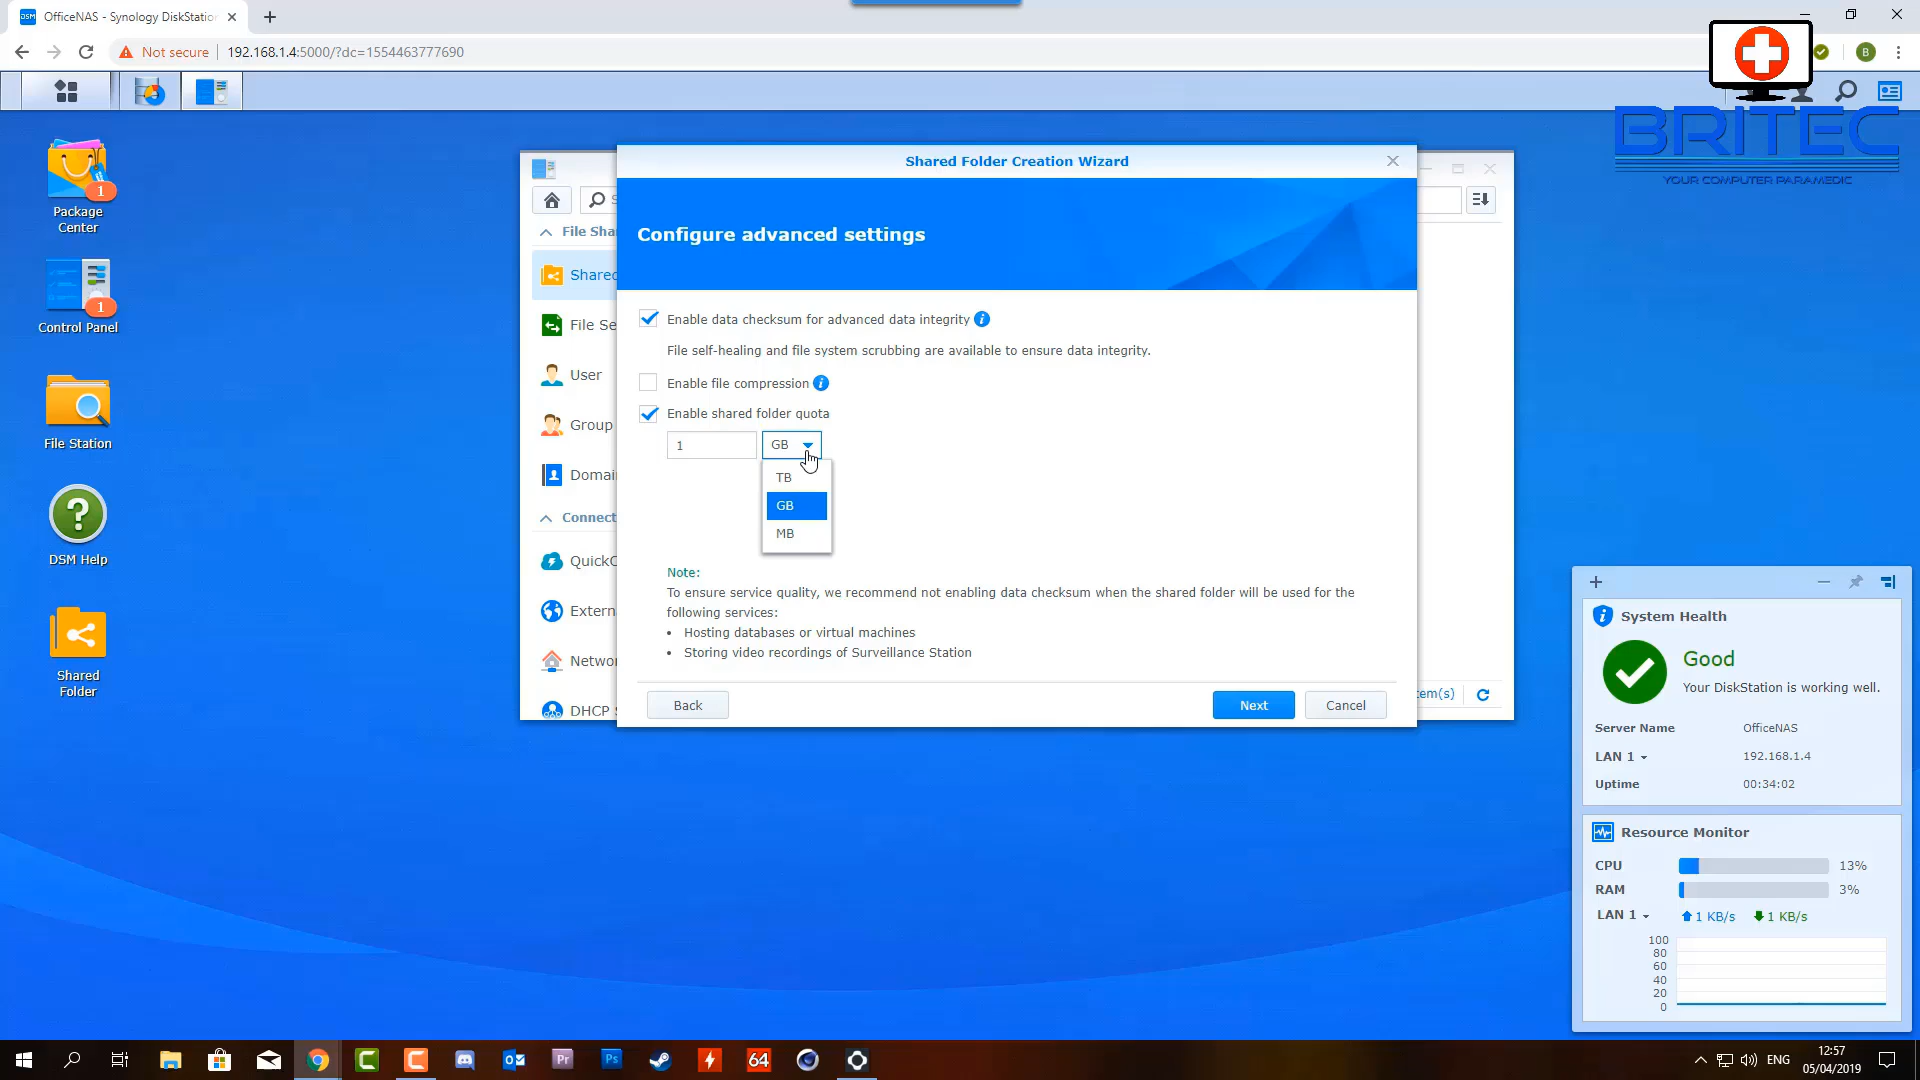 OfficeNAS - Synology DiskStation
Not secure
192.168.1.4:5000/?dc=1554463777690
B
BRITEC
YOUR COMPUTER PARAMEDIC
1
Package
Center
1
Control Panel
File Station
DSM Help
Shared
Folder
File Sha
Shared
File Se
User
Group
Domai
Connect
QuickC
Extern
Netwo
DHCP S
S
Shared Folder Creation Wizard
Configure advanced settings
Enable data checksum for advanced data integrity
File self-healing and file system scrubbing are available to ensure data integrity.
Enable file compression
Enable shared folder quota
1
GB
TB
GB
MB
Note:
To ensure service quality, we recommend not enabling data checksum when the shared folder will be used for the
following services:
• Hosting databases or virtual machines
• Storing video recordings of Surveillance Station
Back
Next
Cancel
tem(s)
System Health
Good
Your DiskStation is working well.
Server Name OfficeNAS
LAN 1 192.168.1.4
Uptime 00:34:02
Resource Monitor
CPU 13%
RAM 3%
LAN 1 1 KB/s 1 KB/s
100
80
60
40
20
0
Pr
Ps
64
ENG
12:57
05/04/2019